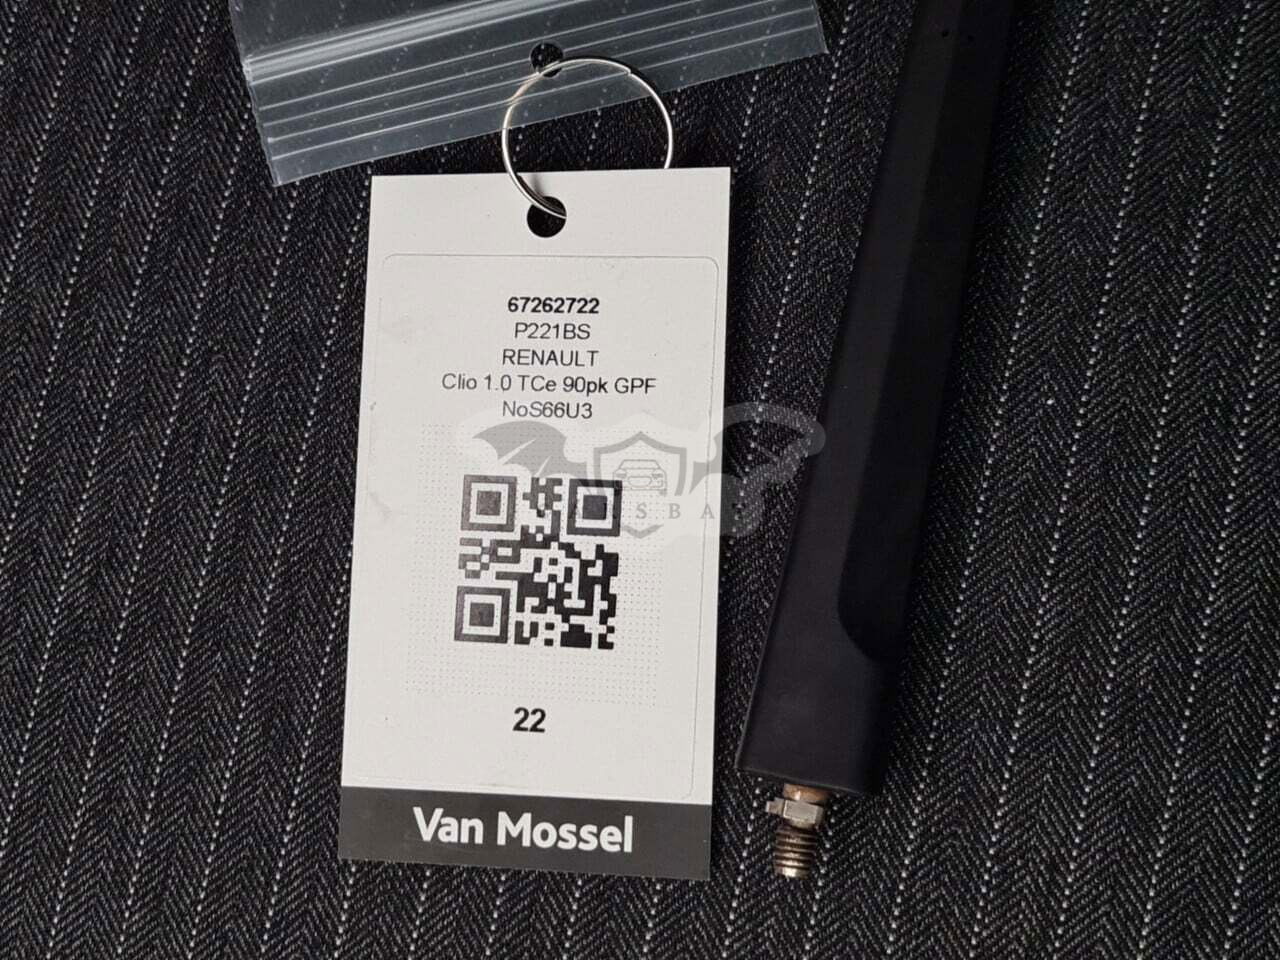 67262722
P221BS
RENAULT
Clio 1.0 TCe 90pk GPF
NoS66U3
22
Van Mossel